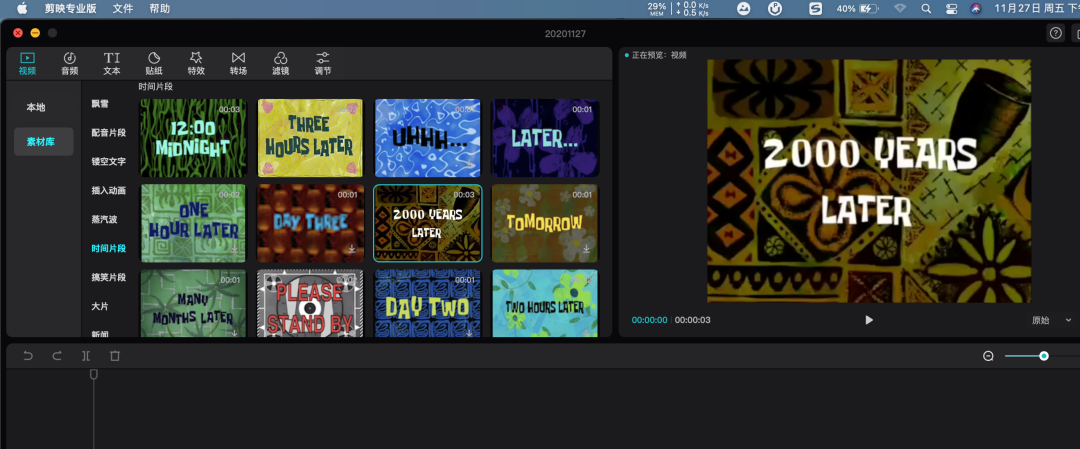 剪映专业版 文件 帮助 29% MEM 0.0 K/s 0.5 K/s 40% 11月27日 周五
20201127
视频 音频 文本 贴纸 特效 转场 滤镜 调节
正在预览：视频
本地
素材库
飘雪
配音片段
镂空文字
插入动画
蒸汽波
时间片段
搞笑片段
大片
新闻
时间片段
00:03
12:00
MIDNIGHT
THREE
HOURS LATER
UHHH...
00:01
LATER...
ONE
HOUR LATER
00:01
DAY THREE
00:03
2000 YEARS
LATER
00:01
TOMORROW
00:01
MANY
MONTHS LATER
PLEASE
STAND BY
00:01
DAY TWO
TWO HOURS LATER
2000 YEARS
LATER
00:00:00 00:00:03
原始